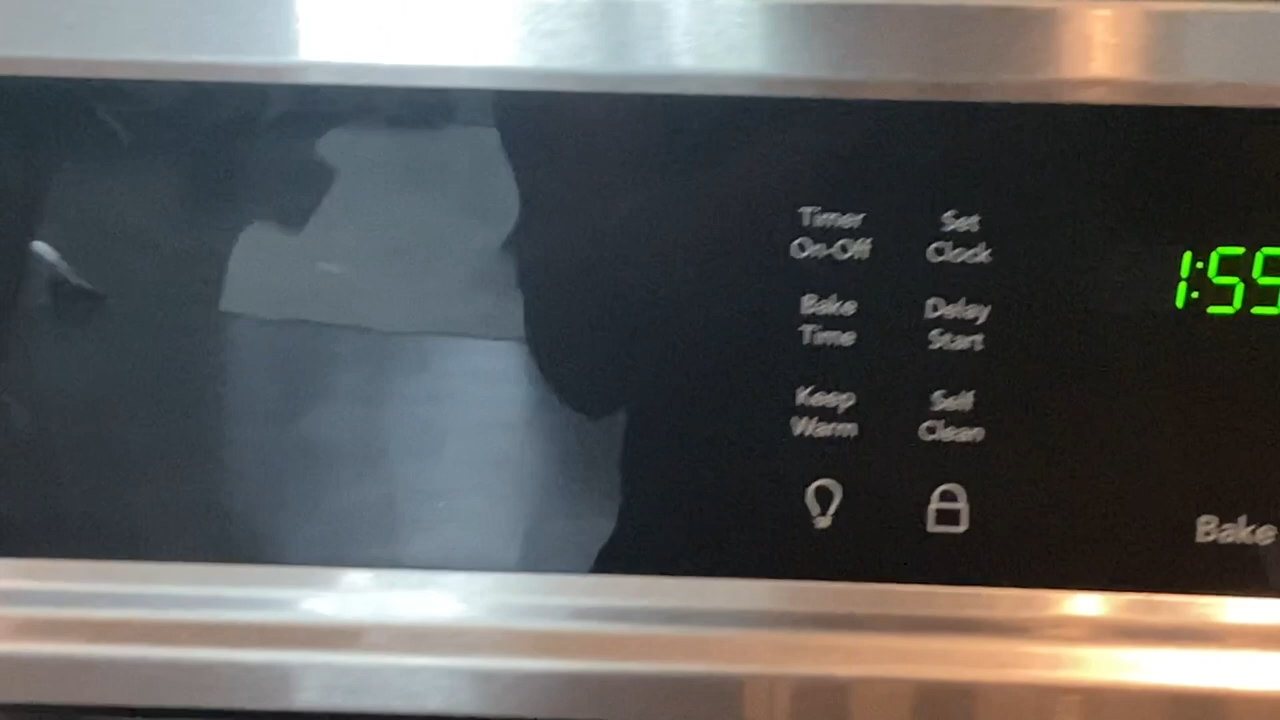 Timer
On-Off
Set
Clock
1:55
Bake
Time
Delay
Start
Keep
Warm
Self
Clean
Bake